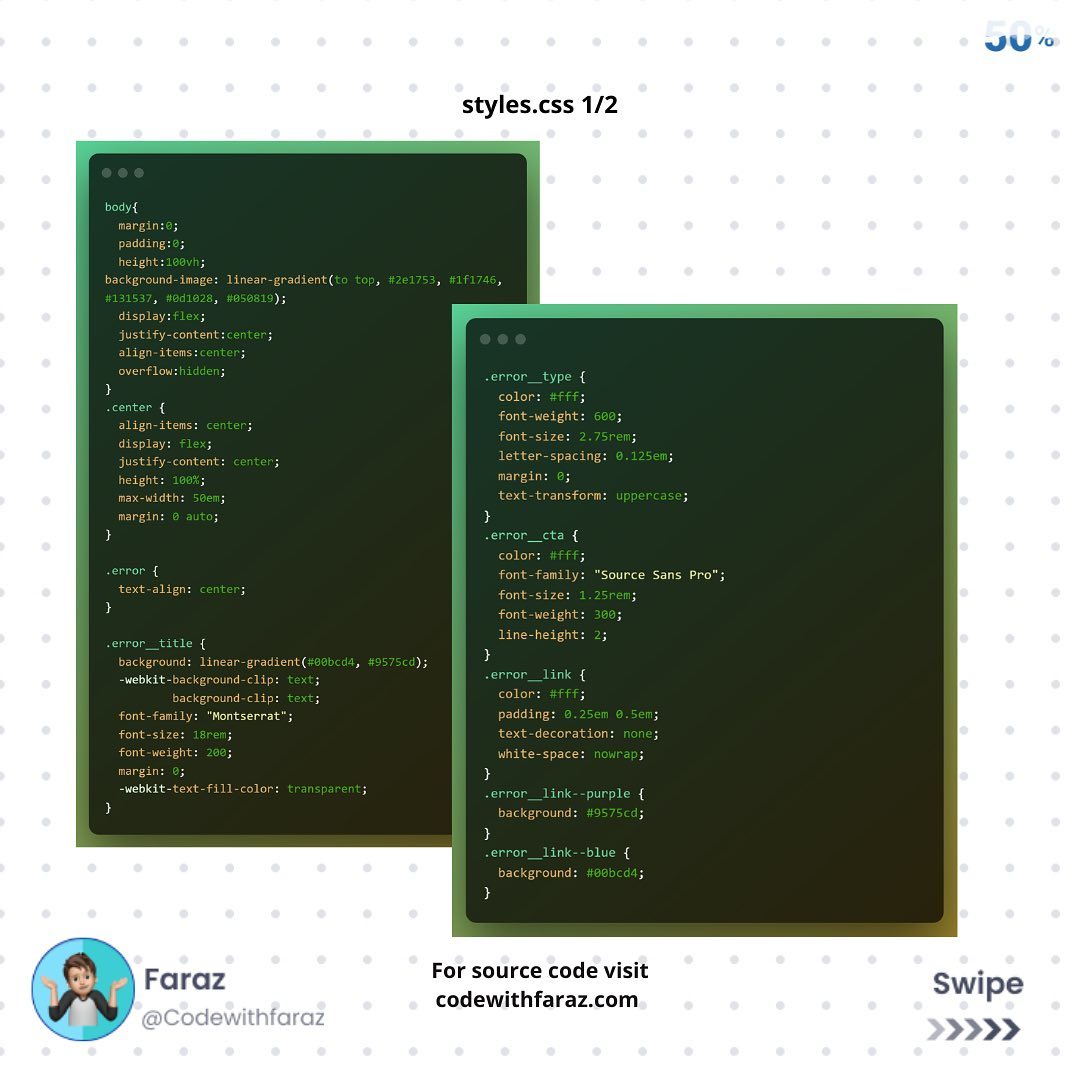 50%
styles.css 1/2
body{
  margin:0;
  padding:0;
  height:100vh;
background-image: linear-gradient(to top, #2e1753, #1f1746,
#131537, #0d1028, #050819);
  display:flex;
  justify-content:center;
  align-items:center;
  overflow:hidden;
}
.center {
  align-items: center;
  display: flex;
  justify-content: center;
  height: 100%;
  max-width: 50em;
  margin: 0 auto;
}

.error {
  text-align: center;
}

.error__title {
  background: linear-gradient(#00bcd4, #9575cd);
  -webkit-background-clip: text;
          background-clip: text;
  font-family: "Montserrat";
  font-size: 18rem;
  font-weight: 200;
  margin: 0;
  -webkit-text-fill-color: transparent;
}
.error__type {
  color: #fff;
  font-weight: 600;
  font-size: 2.75rem;
  letter-spacing: 0.125em;
  margin: 0;
  text-transform: uppercase;
}
.error__cta {
  color: #fff;
  font-family: "Source Sans Pro";
  font-size: 1.25rem;
  font-weight: 300;
  line-height: 2;
}
.error__link {
  color: #fff;
  padding: 0.25em 0.5em;
  text-decoration: none;
  white-space: nowrap;
}
.error__link--purple {
  background: #9575cd;
}
.error__link--blue {
  background: #00bcd4;
}
Faraz
@Codewithfaraz
For source code visit
codewithfaraz.com
Swipe